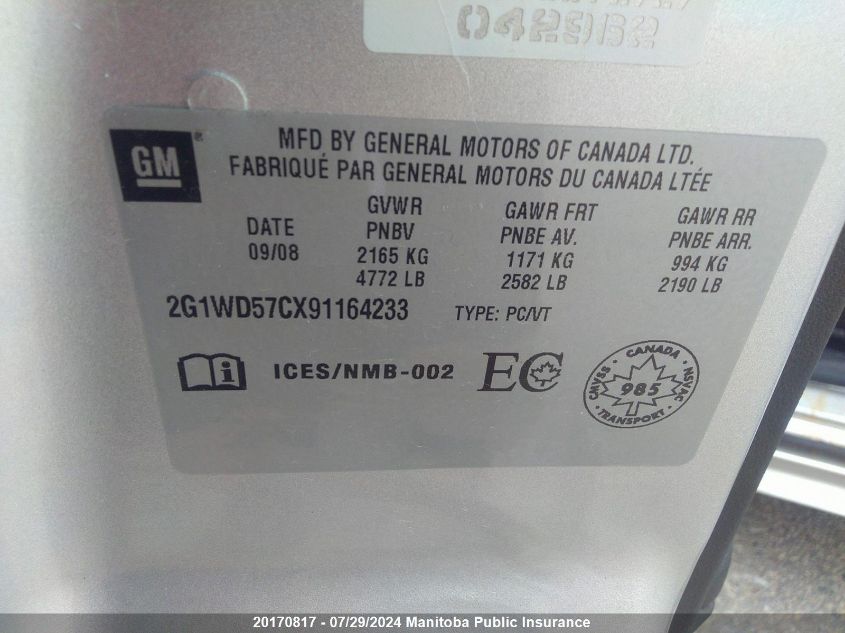 042962
GM
MFD BY GENERAL MOTORS OF CANADA LTD.
FABRIQUÉ PAR GENERAL MOTORS DU CANADA LTÉE
DATE
09/08
GVWR
PNBV
2165 KG
4772 LB
GAWR FRT
PNBE AV.
1171 KG
2582 LB
GAWR RR
PNBE ARR.
994 KG
2190 LB
2G1WD57CX91164233 TYPE: PC/VT
i ICES/NMB-002 EC
CANADA
CMVSS 985 NSVAC
TRANSPORT
20170817 - 07/29/2024 Manitoba Public Insurance